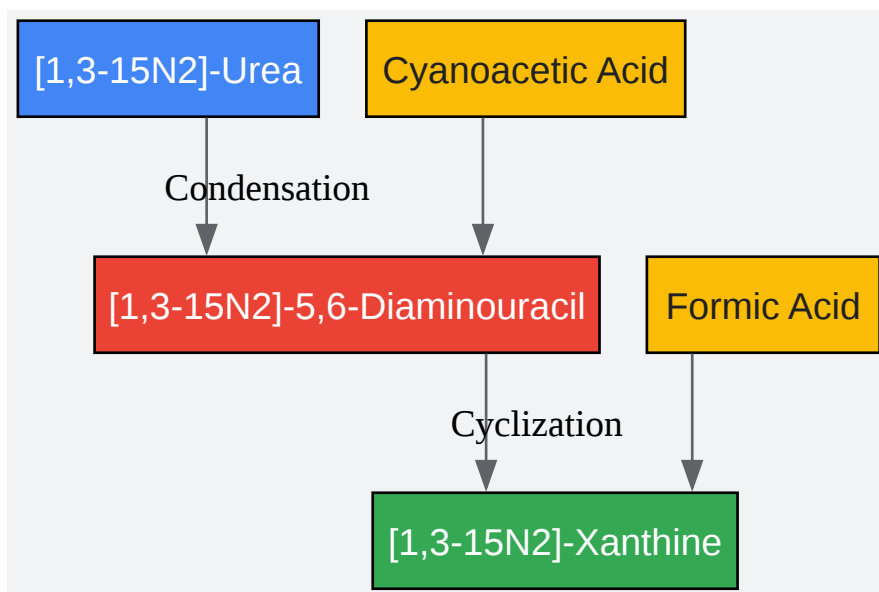 [1,3-15N2]-Urea
Cyanoacetic Acid
Condensation
[1,3-15N2]-5,6-Diaminouracil
Formic Acid
Cyclization
[1,3-15N2]-Xanthine